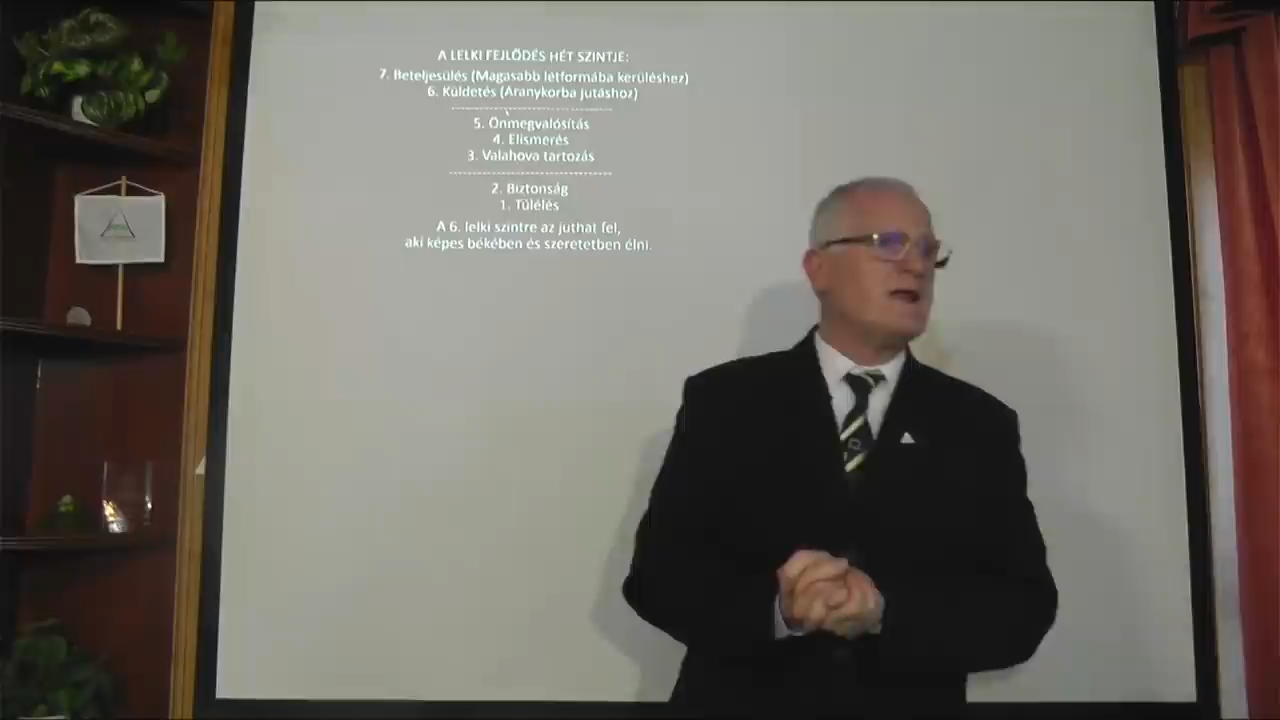 A LELKI FEJLŐDÉS HÉT SZINTJE:
7. Beteljesülés (Magasabb létformába kerüléshez)
6. Küldetés (Aranykorba jutáshoz)
--------------------------------
5. Önmegvalósítás
4. Elismerés
3. Valahova tartozás
--------------------------------
2. Biztonság
1. Túlélés
A 6. lelki szintre az juthat fel,
aki képes békében és szeretetben élni.